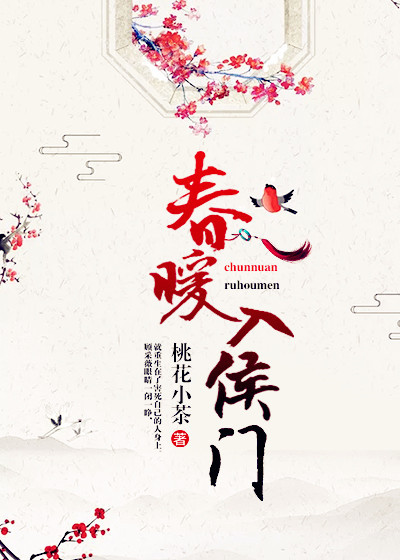 春暖入侯门
chunnuan
ruhoumen
桃花小茶 著
顾采薇眼睛一闭一睁，
就重生在了害死自己的人身上